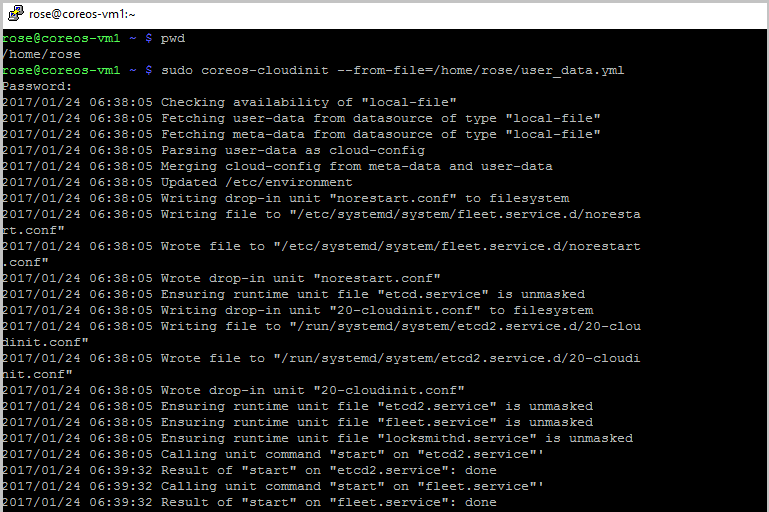 rose@coreos-vm1:~
rose@coreos-vm1 ~ $ pwd
/home/rose
rose@coreos-vm1 ~ $ sudo coreos-cloudinit --from-file=/home/rose/user_data.yml
Password:
2017/01/24 06:38:05 Checking availability of "local-file"
2017/01/24 06:38:05 Fetching user-data from datasource of type "local-file"
2017/01/24 06:38:05 Fetching meta-data from datasource of type "local-file"
2017/01/24 06:38:05 Parsing user-data as cloud-config
2017/01/24 06:38:05 Merging cloud-config from meta-data and user-data
2017/01/24 06:38:05 Updated /etc/environment
2017/01/24 06:38:05 Writing drop-in unit "norestart.conf" to filesystem
2017/01/24 06:38:05 Writing file to "/etc/systemd/system/fleet.service.d/noresta
rt.conf"
2017/01/24 06:38:05 Wrote file to "/etc/systemd/system/fleet.service.d/norestart
.conf"
2017/01/24 06:38:05 Wrote drop-in unit "norestart.conf"
2017/01/24 06:38:05 Ensuring runtime unit file "etcd.service" is unmasked
2017/01/24 06:38:05 Writing drop-in unit "20-cloudinit.conf" to filesystem
2017/01/24 06:38:05 Writing file to "/run/systemd/system/etcd2.service.d/20-clou
dinit.conf"
2017/01/24 06:38:05 Wrote file to "/run/systemd/system/etcd2.service.d/20-cloudi
nit.conf"
2017/01/24 06:38:05 Wrote drop-in unit "20-cloudinit.conf"
2017/01/24 06:38:05 Ensuring runtime unit file "etcd2.service" is unmasked
2017/01/24 06:38:05 Ensuring runtime unit file "fleet.service" is unmasked
2017/01/24 06:38:05 Ensuring runtime unit file "locksmithd.service" is unmasked
2017/01/24 06:38:05 Calling unit command "start" on "etcd2.service"'
2017/01/24 06:39:32 Result of "start" on "etcd2.service": done
2017/01/24 06:39:32 Calling unit command "start" on "fleet.service"'
2017/01/24 06:39:32 Result of "start" on "fleet.service": done